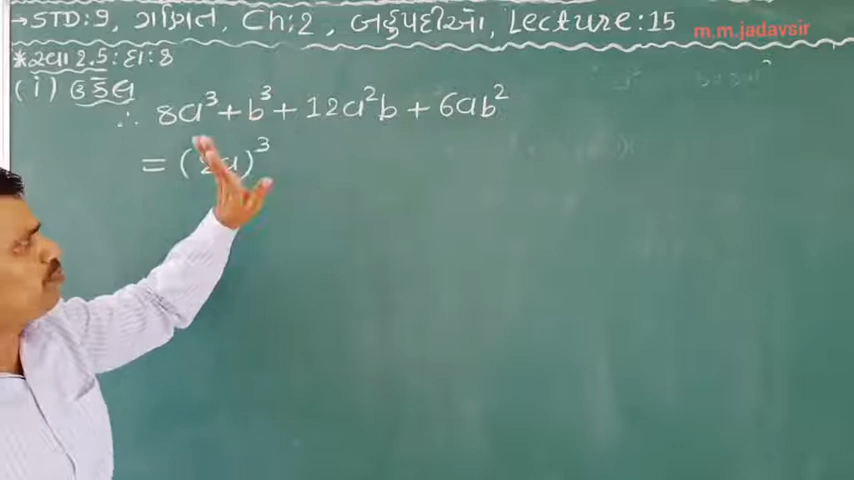 →STD:9, ગણિત, Ch:2, બહુપદીઓ, Lecture:15
m.m.jadavsir
*સ્વા 2.5: દા:8
(i) ઉકેલ
∴ 8a³+b³+12a²b+6ab²
= (2a)³